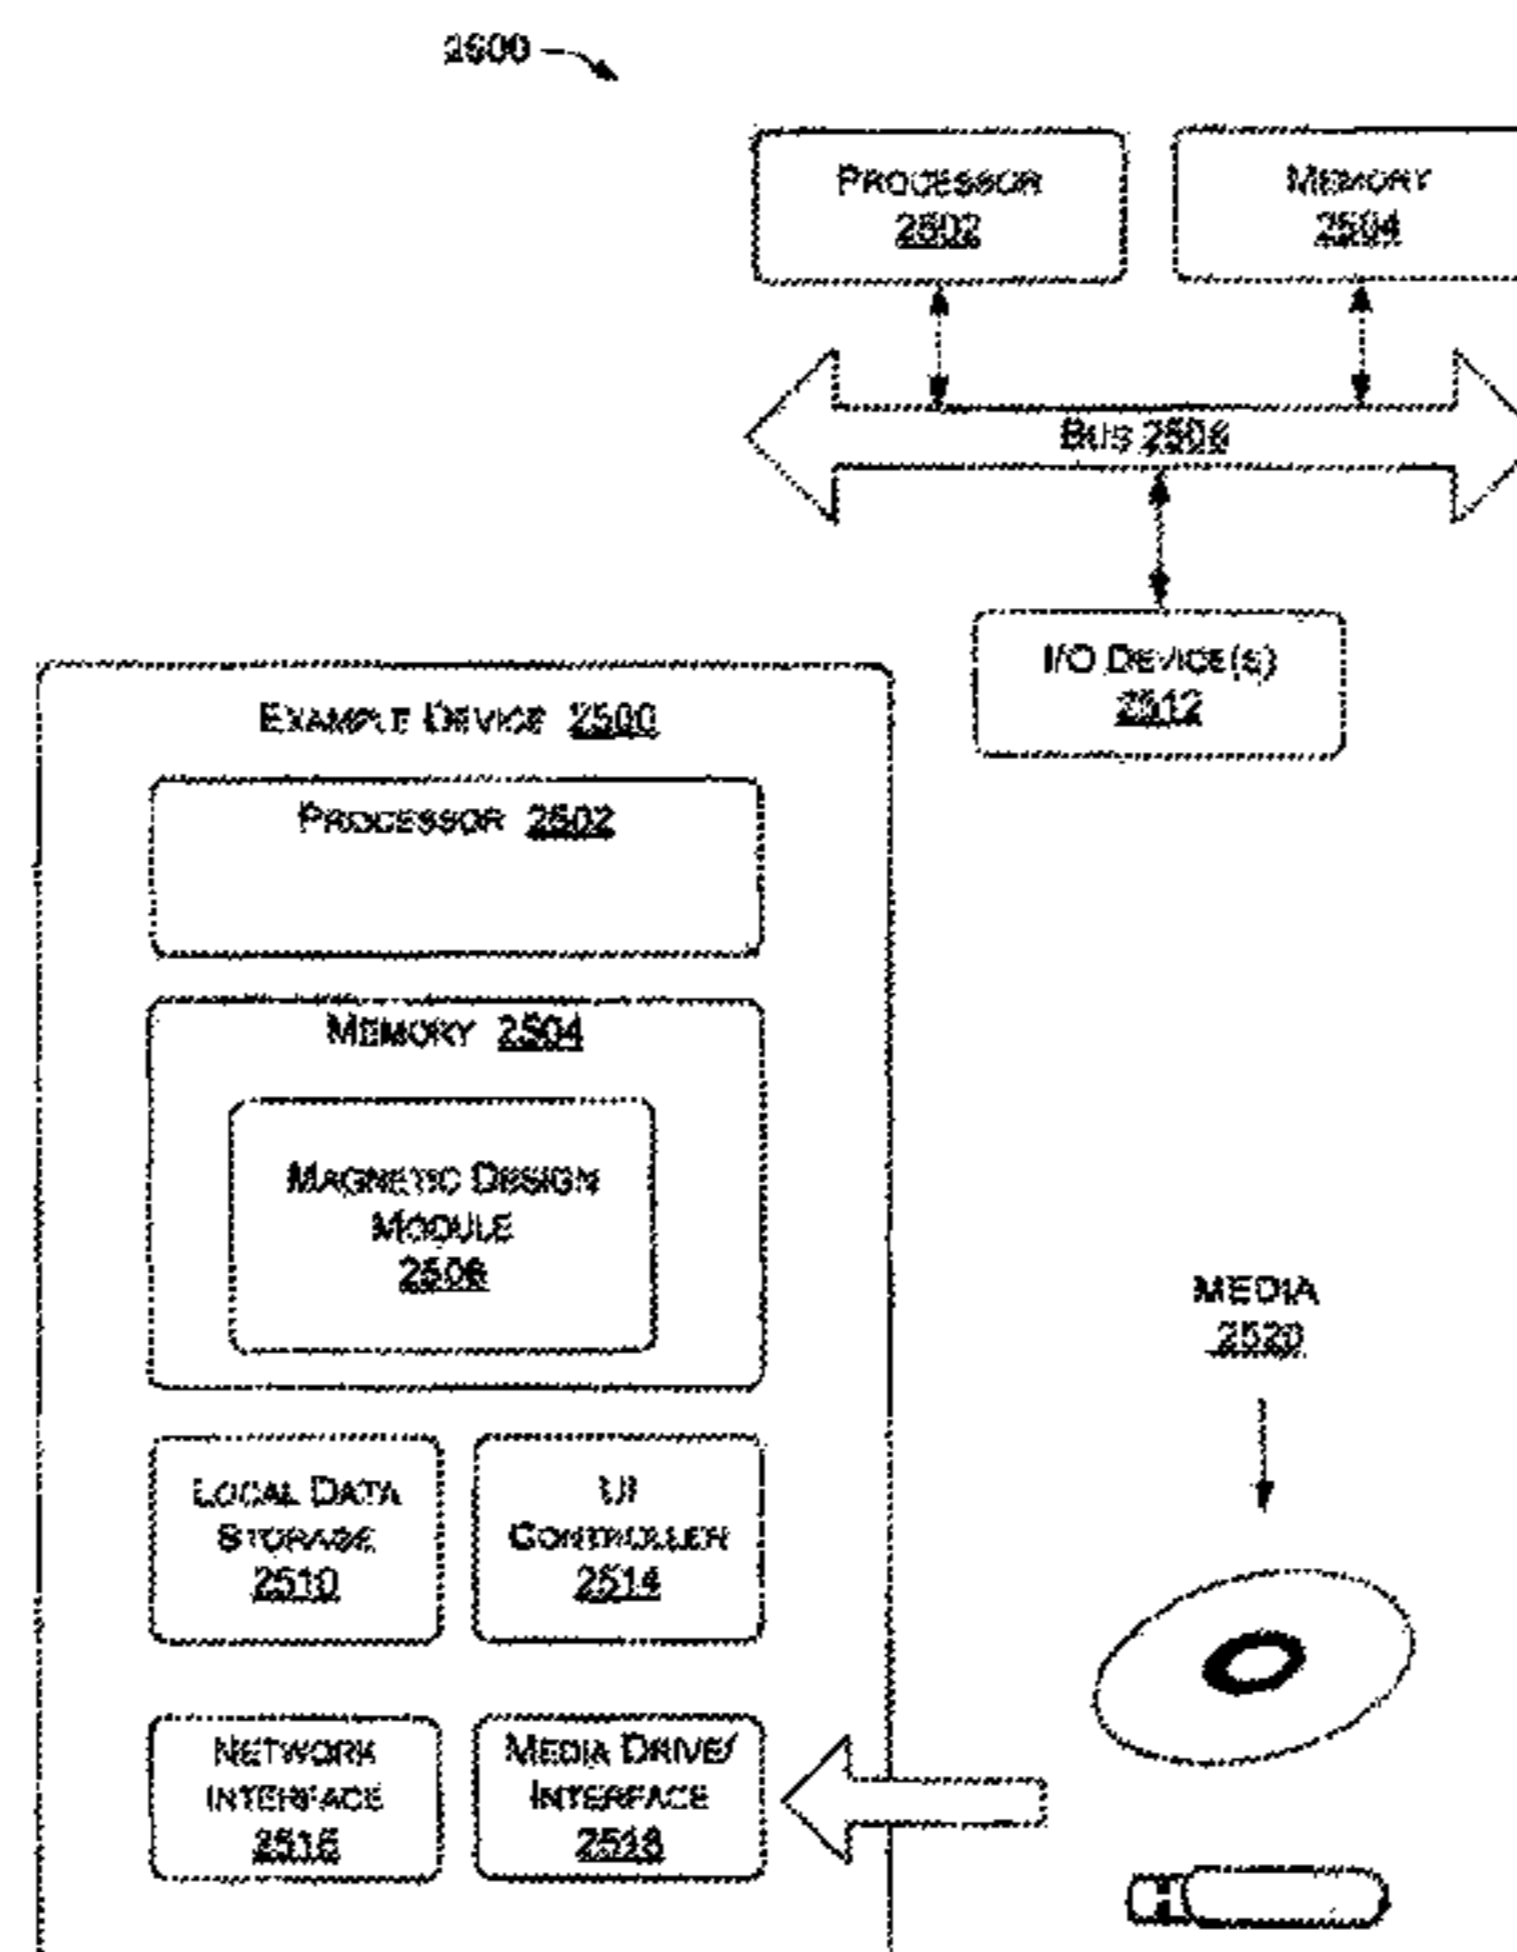 2500
PROCESSOR
2502
MEMORY
2504
BUS 2506
I/O DEVICE(S)
2512
EXAMPLE DEVICE 2500
PROCESSOR 2502
MEMORY 2504
MAGNETIC DESIGN
MODULE
2508
LOCAL DATA
STORAGE
2510
UI
CONTROLLER
2514
NETWORK
INTERFACE
2516
MEDIA DRIVE/
INTERFACE
2518
MEDIA
2520